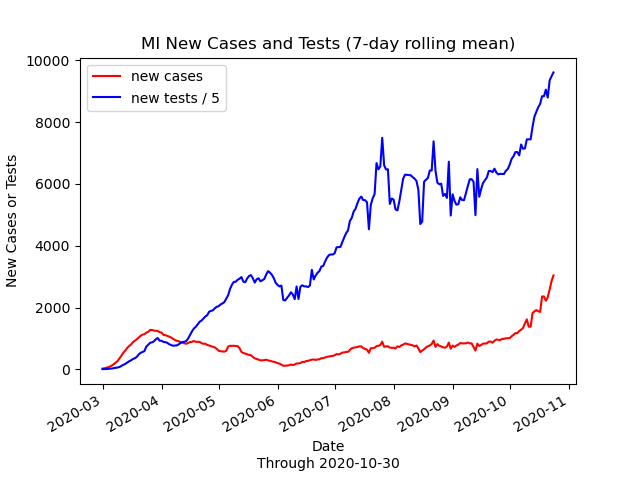 MI New Cases and Tests (7-day rolling mean)
new cases
new tests / 5
New Cases or Tests
10000
8000
6000
4000
2000
0
2020-03
2020-04
2020-05
2020-06
2020-07
2020-08
2020-09
2020-10
2020-11
Date
Through 2020-10-30